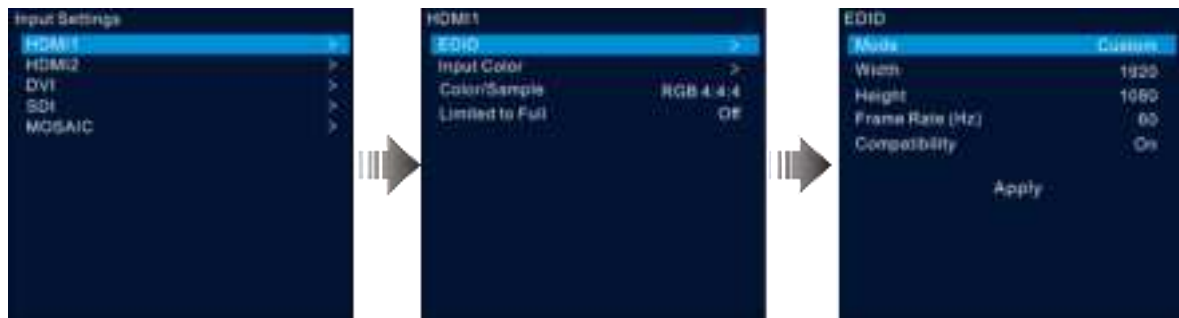 Input Settings
HDMI1 >
HDMI2 >
DVI >
SDI >
MOSAIC >
HDMI1
EDID >
Input Color >
Color/Sample RGB 4:4:4
Limited to Full Off
EDID
Mode Custom
Width 1920
Height 1080
Frame Rate (Hz) 60
Compatibility On
Apply